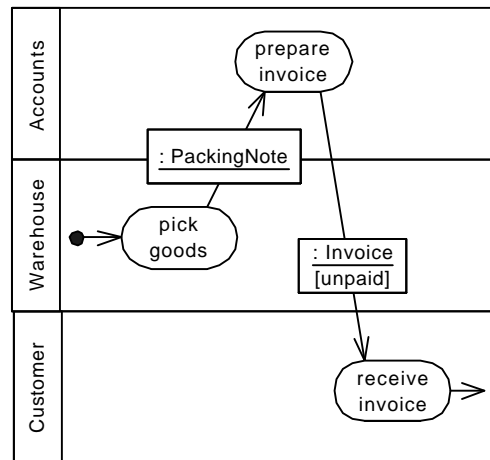 Accounts
prepare
invoice
: PackingNote
Warehouse
pick
goods
: Invoice
[unpaid]
Customer
receive
invoice